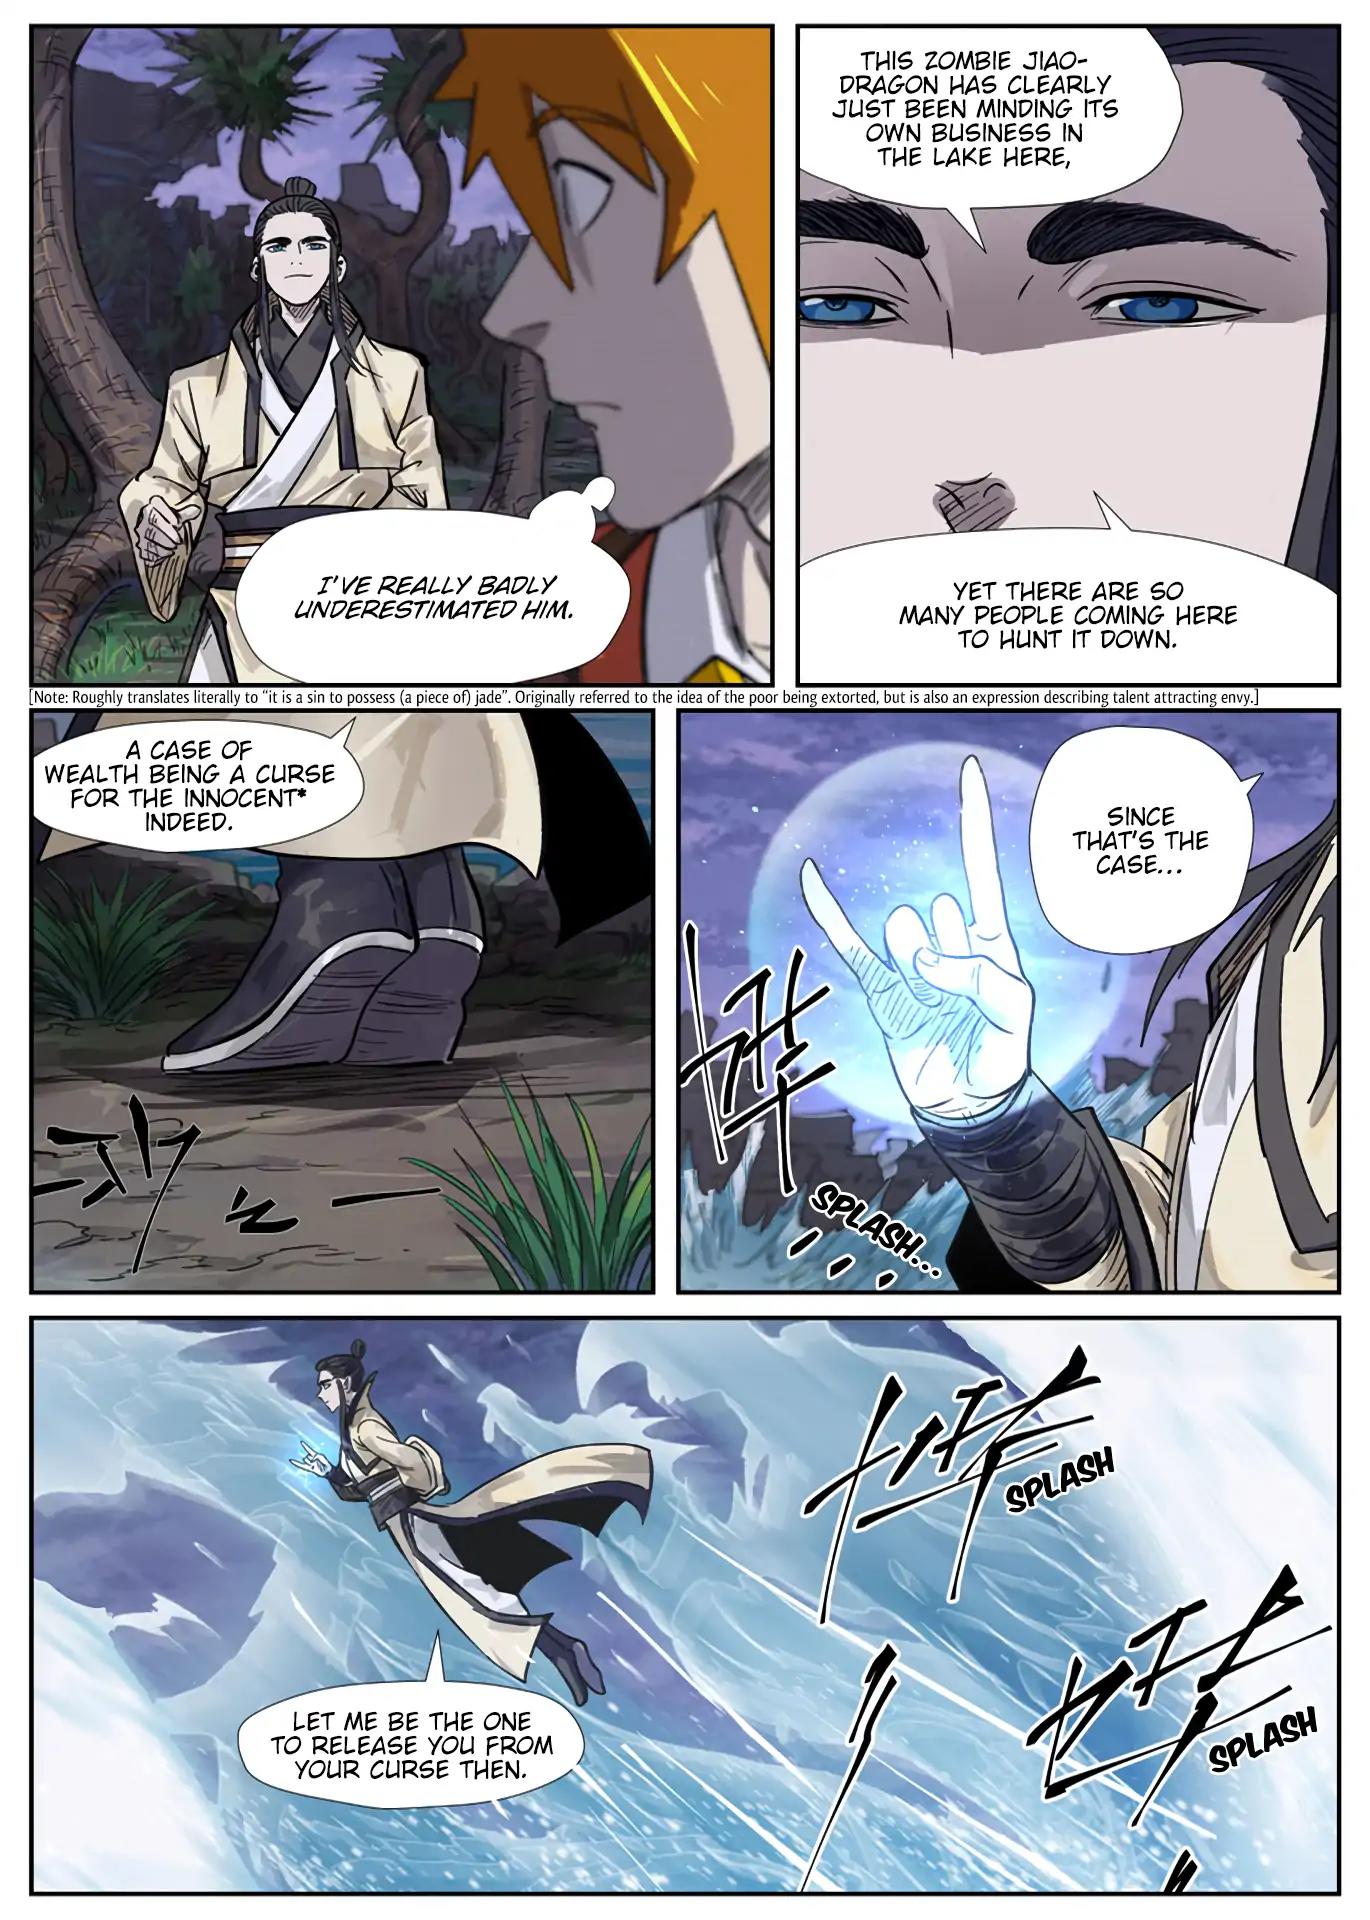 I'VE REALLY BADLY
UNDERESTIMATED HIM.
THIS ZOMBIE JIAO-
DRAGON HAS CLEARLY
JUST BEEN MINDING ITS
OWN BUSINESS IN
THE LAKE HERE,
YET THERE ARE SO
MANY PEOPLE COMING HERE
TO HUNT IT DOWN.
[Note: Roughly translates literally to “it is a sin to possess (a piece of) jade”. Originally referred to the idea of the poor being extorted, but is also an expression describing talent attracting envy.]
A CASE OF
WEALTH BEING A CURSE
FOR THE INNOCENT*
INDEED.
SINCE
THAT'S THE
CASE...
SPLASH...
SPLASH
SPLASH
LET ME BE THE ONE
TO RELEASE YOU FROM
YOUR CURSE THEN.